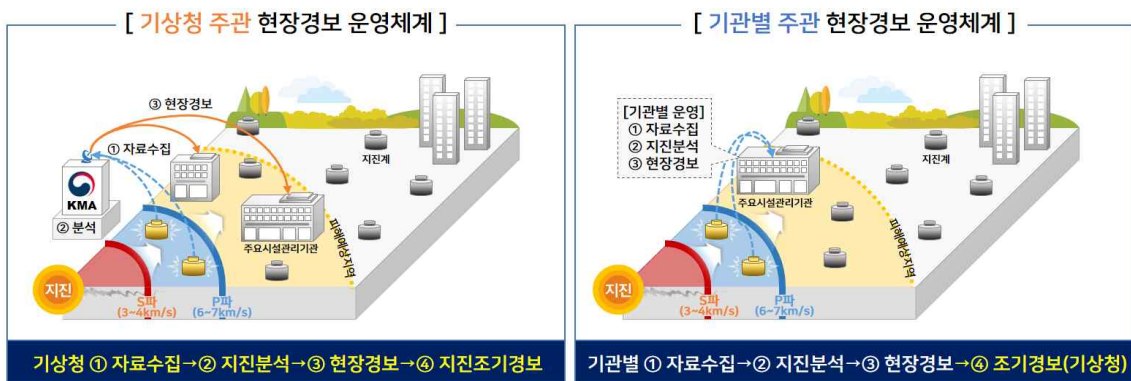 [ 기상청 주관 현장경보 운영체계 ]
③ 현장경보
① 자료수집
KMA
② 분석
지진계
주요시설관리기관
피해예상지역
지진
S파
(3~4km/s)
P파
(6~7km/s)
기상청 ① 자료수집→② 지진분석→③ 현장경보→④ 지진조기경보
[ 기관별 주관 현장경보 운영체계 ]
[기관별 운영]
① 자료수집
② 지진분석
③ 현장경보
지진계
주요시설관리기관
피해예상지역
지진
S파
(3~4km/s)
P파
(6~7km/s)
기관별 ① 자료수집→② 지진분석→③ 현장경보→④ 조기경보(기상청)